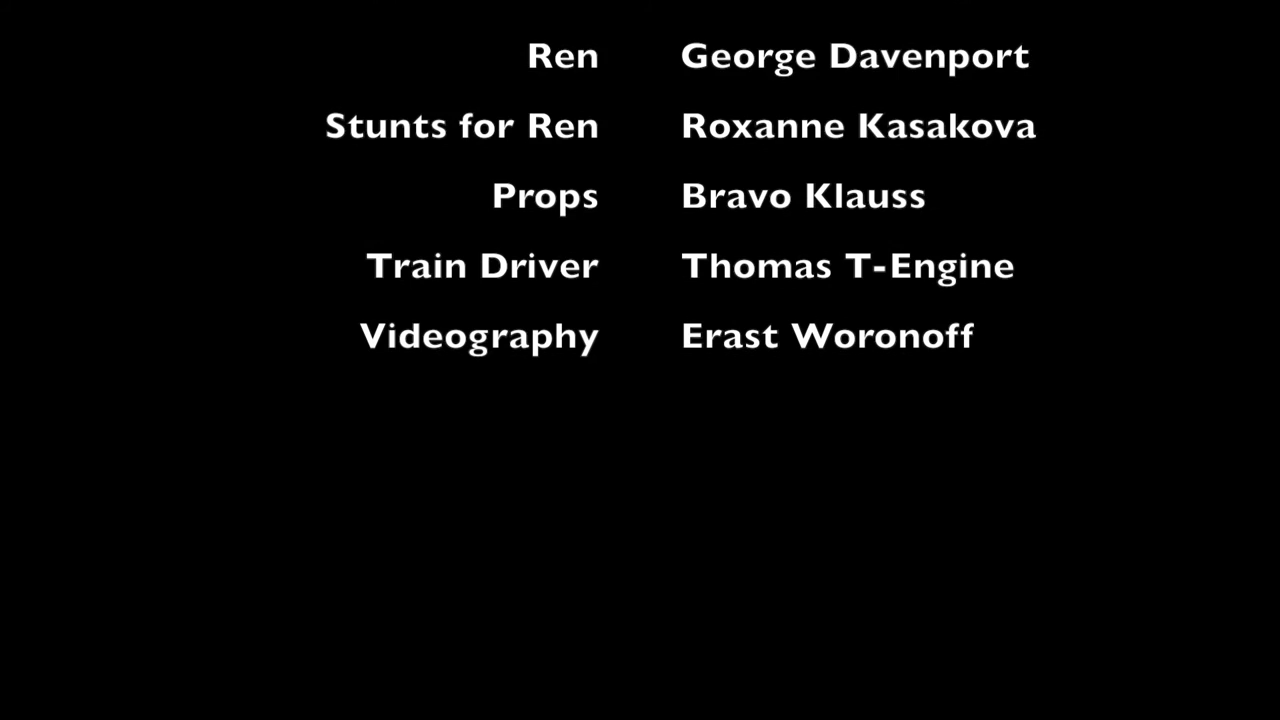 Ren George Davenport
Stunts for Ren Roxanne Kasakova
Props Bravo Klauss
Train Driver Thomas T-Engine
Videography Erast Woronoff